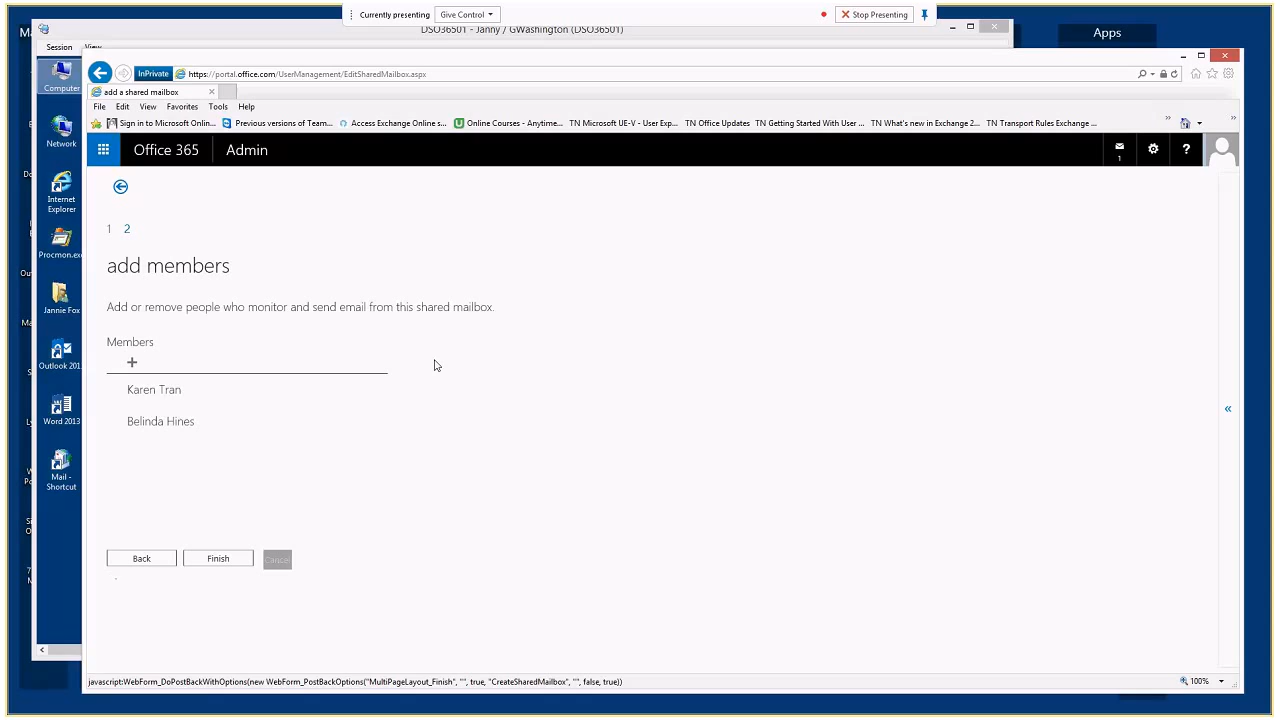 Currently presenting
Give Control
Stop Presenting
DSO36501 - Janny / GWashington (DSO36501)
Apps
Session
View
InPrivate
https://portal.office.com/UserManagement/EditSharedMailbox.aspx
add a shared mailbox
File Edit View Favorites Tools Help
Sign in to Microsoft Onlin...
Previous versions of Team...
Access Exchange Online s...
Online Courses - Anytime...
TN Microsoft UE-V - User Exp...
TN Office Updates
TN Getting Started With User ...
TN What's new in Exchange 2...
TN Transport Rules Exchange ...
Office 365
Admin
1
?
Computer
Network
Internet
Explorer
Procmon.exe
Jannie Fox
Outlook 201
Word 2013
Mail -
Shortcut
1 2
add members
Add or remove people who monitor and send email from this shared mailbox.
Members
Karen Tran
Belinda Hines
Back
Finish
Cancel
javascript:WebForm_DoPostBackWithOptions(new WebForm_PostBackOptions("MultiPageLayout_Finish", "", true, "CreateSharedMailbox", "", false, true))
100%